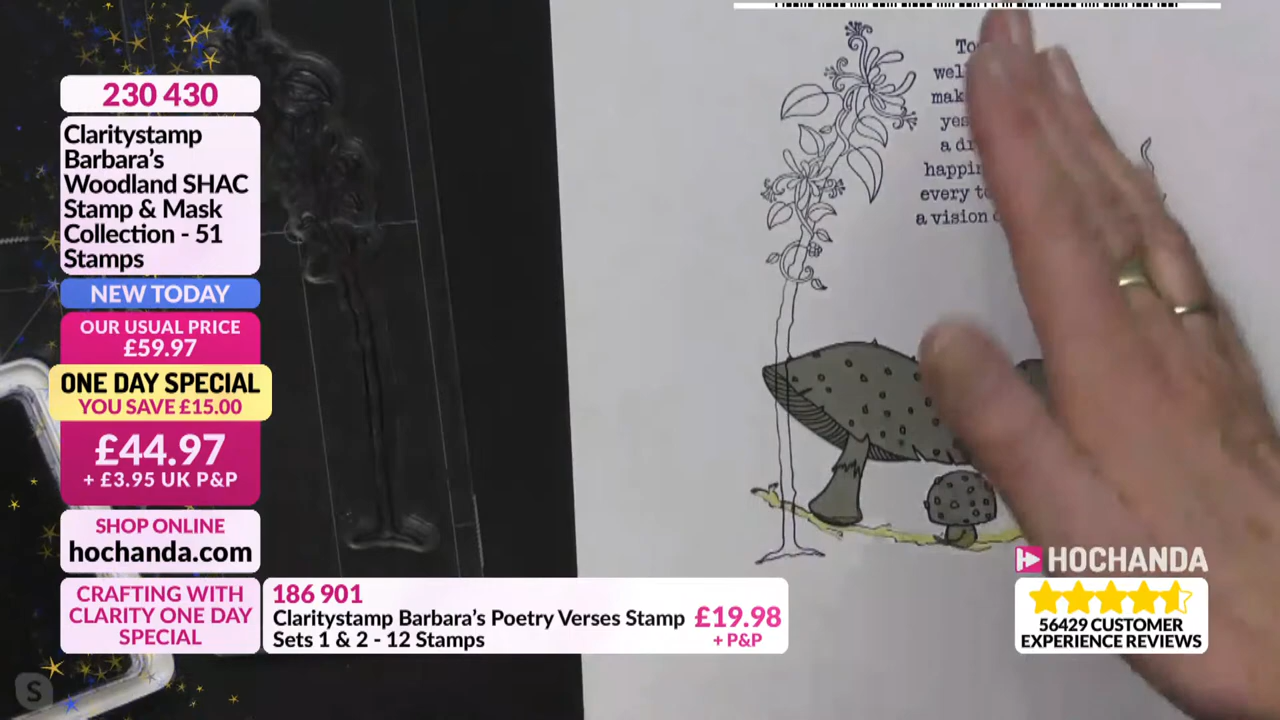 230 430
Claritystamp
Barbara's
Woodland SHAC
Stamp & Mask
Collection - 51
Stamps
NEW TODAY
OUR USUAL PRICE
£59.97
ONE DAY SPECIAL
YOU SAVE £15.00
£44.97
+ £3.95 UK P&P
SHOP ONLINE
hochanda.com
CRAFTING WITH
CLARITY ONE DAY
SPECIAL
186 901
Claritystamp Barbara's Poetry Verses Stamp
Sets 1 & 2 - 12 Stamps
£19.98
+ P&P
a vision
every
HOCHANDA
56429 CUSTOMER
EXPERIENCE REVIEWS
S